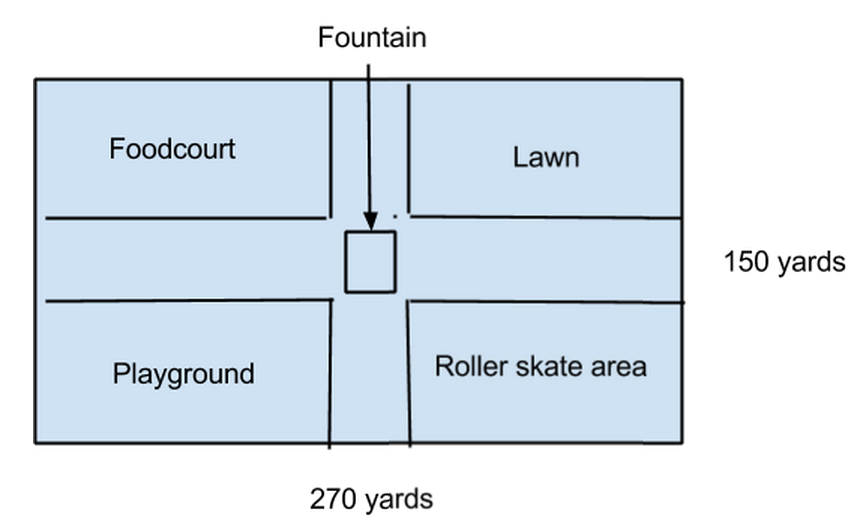 Fountain
Foodcourt
Lawn
150 yards
Playground
Roller skate area
270 yards